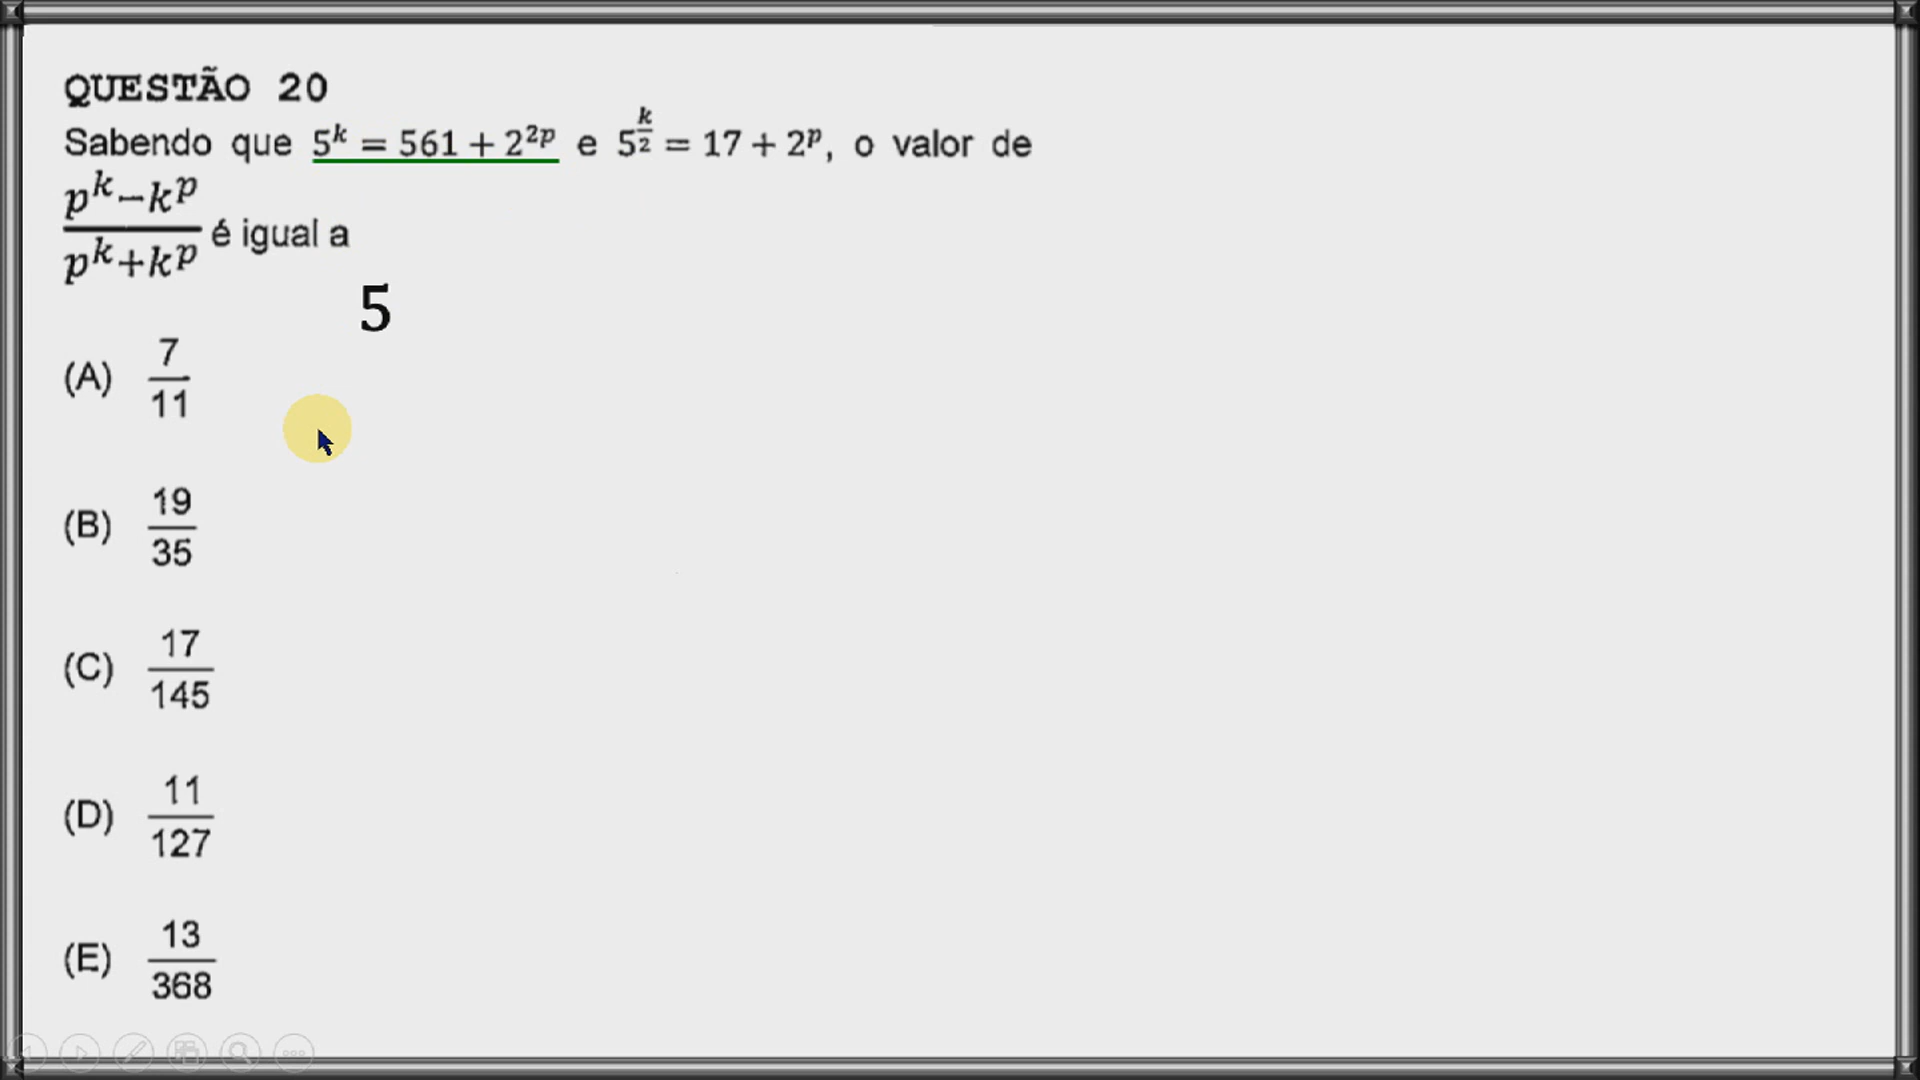 QUESTÃO 20
Sabendo que 5^k = 561 + 2^{2p} e 5^{k/2} = 17 + 2^p, o valor de
\frac{p^k - k^p}{p^k + k^p} é igual a
5
(A) 7/11
(B) 19/35
(C) 17/145
(D) 11/127
(E) 13/368